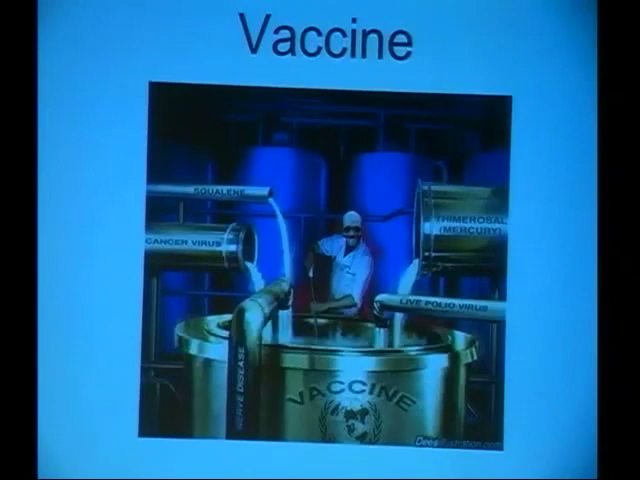 Vaccine
SQUALENE
THIMEROSAL
(MERCURY)
CANCER VIRUS
LIVE POLIO VIRUS
NERVE DISEASE
VACCINE
Deesillustration.com